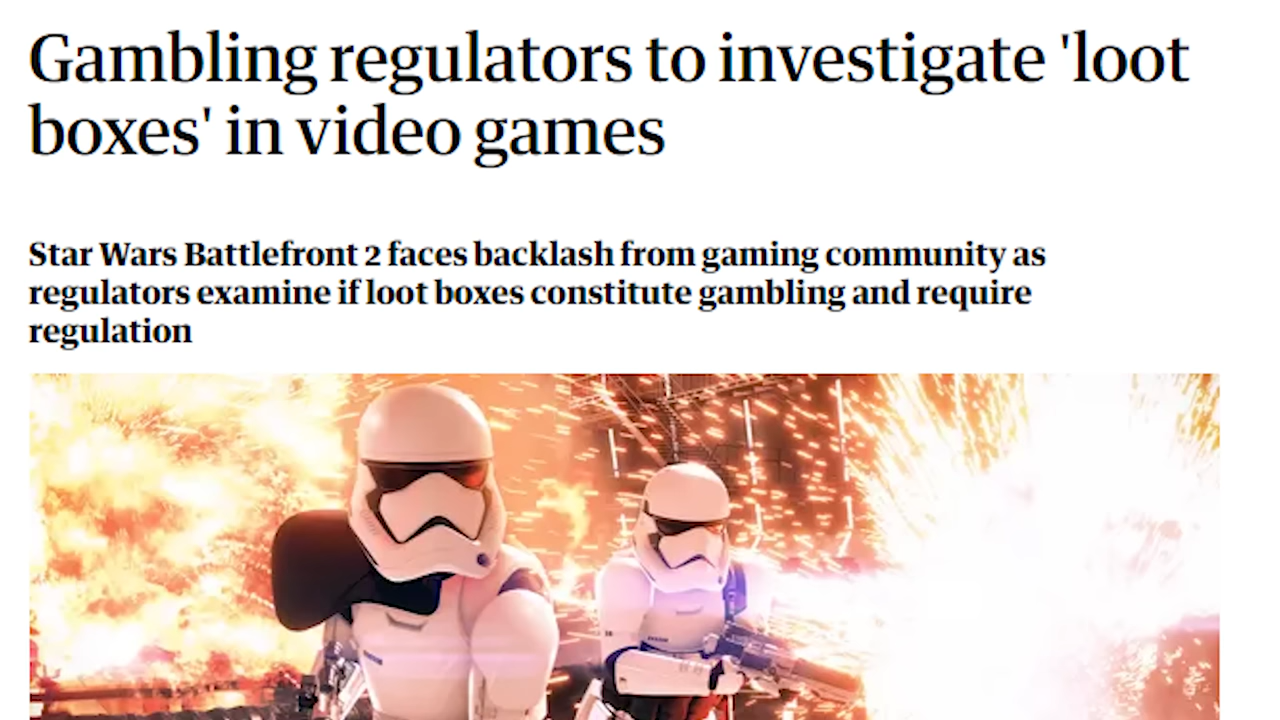 Gambling regulators to investigate 'loot
boxes' in video games
Star Wars Battlefront 2 faces backlash from gaming community as
regulators examine if loot boxes constitute gambling and require
regulation